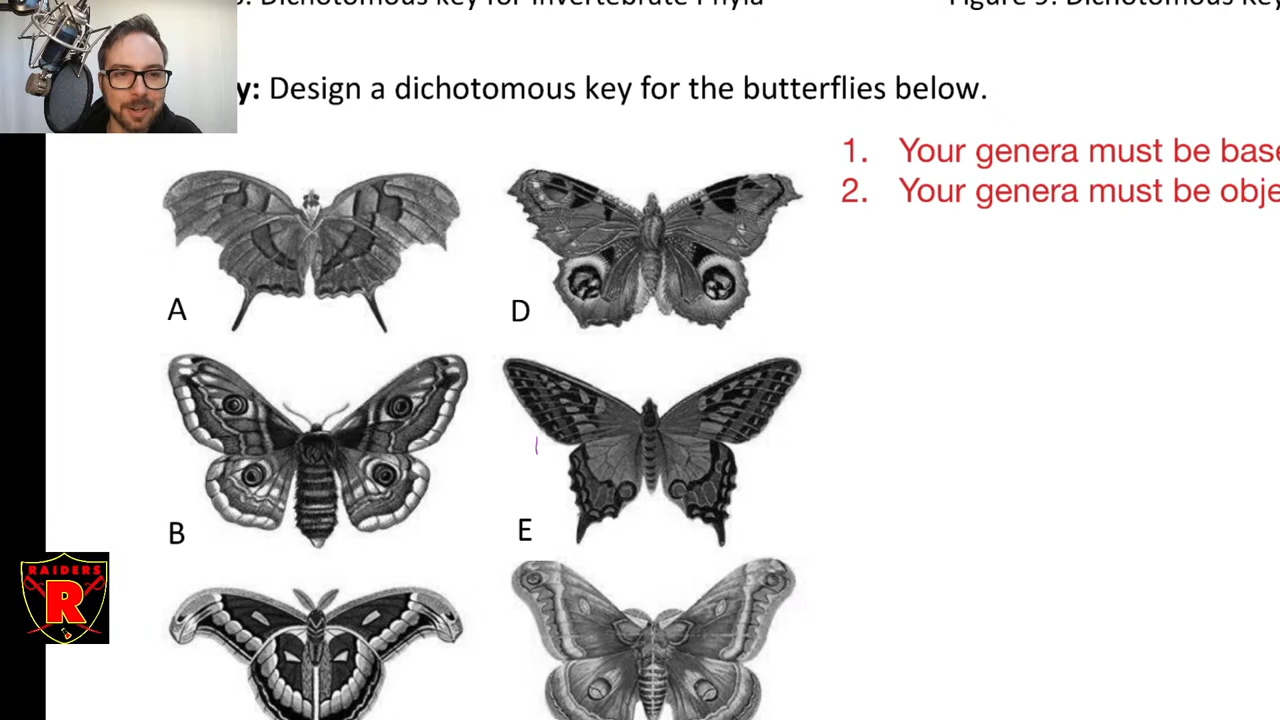 Dichotomous Key for Invertebrate Phyla
Figure 9. Dichotomous Key
y: Design a dichotomous key for the butterflies below.
1. Your genera must be base
2. Your genera must be obje
A
D
B
E
RAIDERS
R